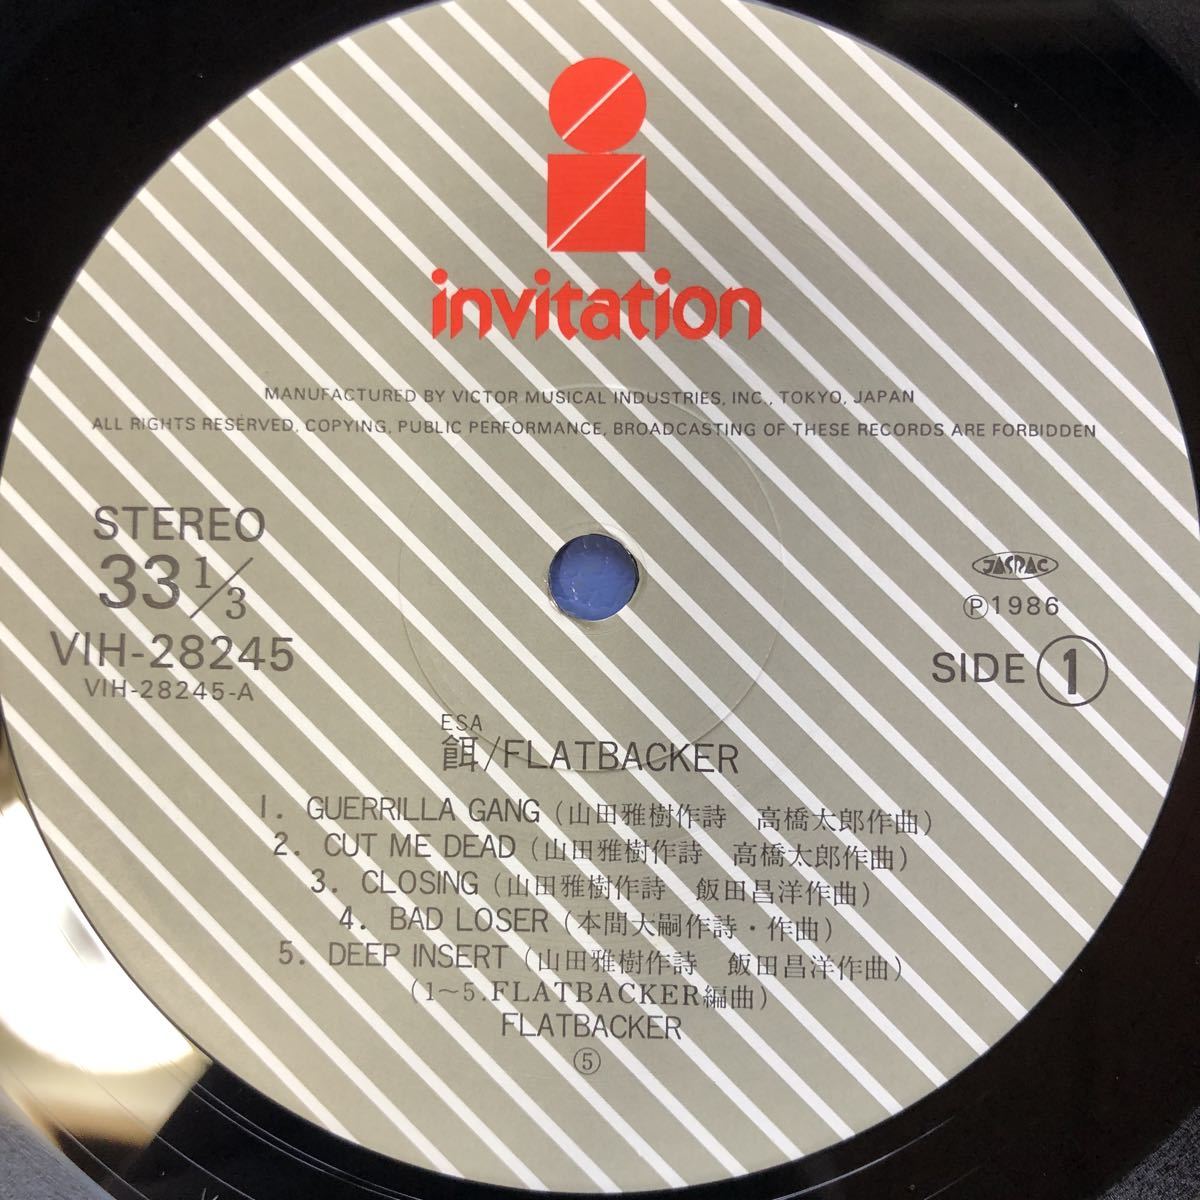 invitation
MANUFACTURED BY VICTOR MUSICAL INDUSTRIES, INC., TOKYO, JAPAN
ALL RIGHTS RESERVED, COPYING, PUBLIC PERFORMANCE, BROADCASTING OF THESE RECORDS ARE FORBIDDEN
STEREO
33 1/3
VIH-28245
VIH-28245-A
JASRAC
Ⓟ1986
SIDE ①
ESA
餌/FLATBACKER
1. GUERRILLA GANG (山田雅樹作詩 高橋太郎作曲)
2. CUT ME DEAD (山田雅樹作詩 高橋太郎作曲)
3. CLOSING (山田雅樹作詩 飯田昌洋作曲)
4. BAD LOSER (本間大嗣作詩・作曲)
5. DEEP INSERT (山田雅樹作詩 飯田昌洋作曲)
(1~5.FLATBACKER編曲)
FLATBACKER
⑤